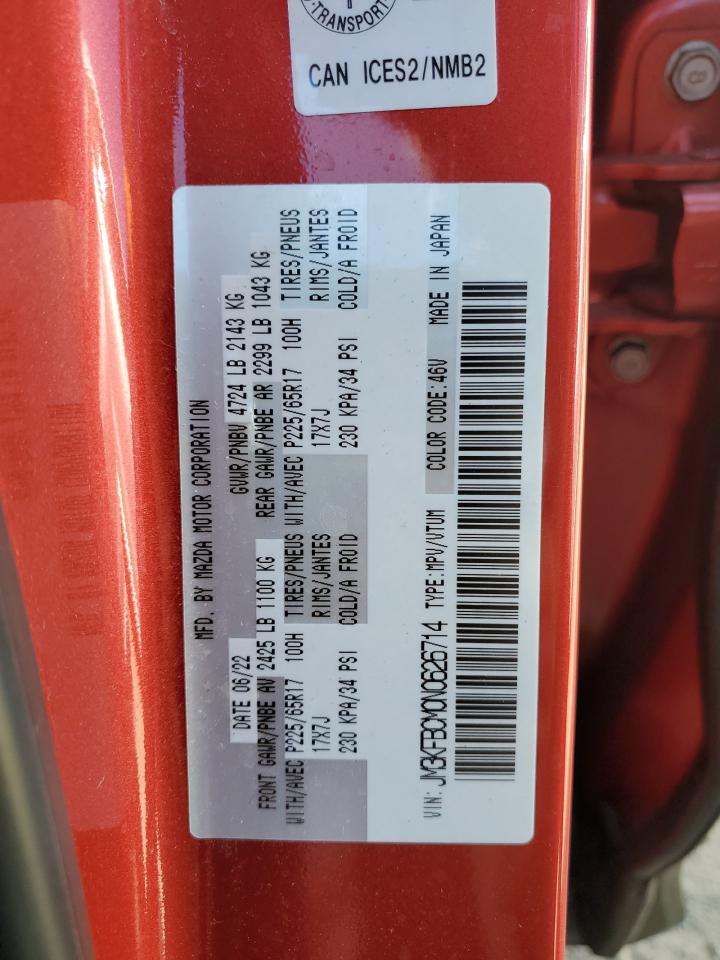 TRANSPORT
CAN ICES2/NMB2
MFD. BY MAZDA MOTOR CORPORATION
DATE 06/22 GVWR/PNBV 4724 LB 2143 KG
FRONT GAWR/PNBE AV 2425 LB 1100 KG REAR GAWR/PNBE AR 2299 LB 1043 KG
WITH/AVEC P225/65R17 100H TIRES/PNEUS WITH/AVEC P225/65R17 100H TIRES/PNEUS
17X7J RIMS/JANTES 17X7J RIMS/JANTES
230 KPA/34 PSI COLD/A FROID 230 KPA/34 PSI COLD/A FROID
VIN: JM3KFBCM0N0626714 TYPE:MPV/VTUM COLOR CODE:46V MADE IN JAPAN